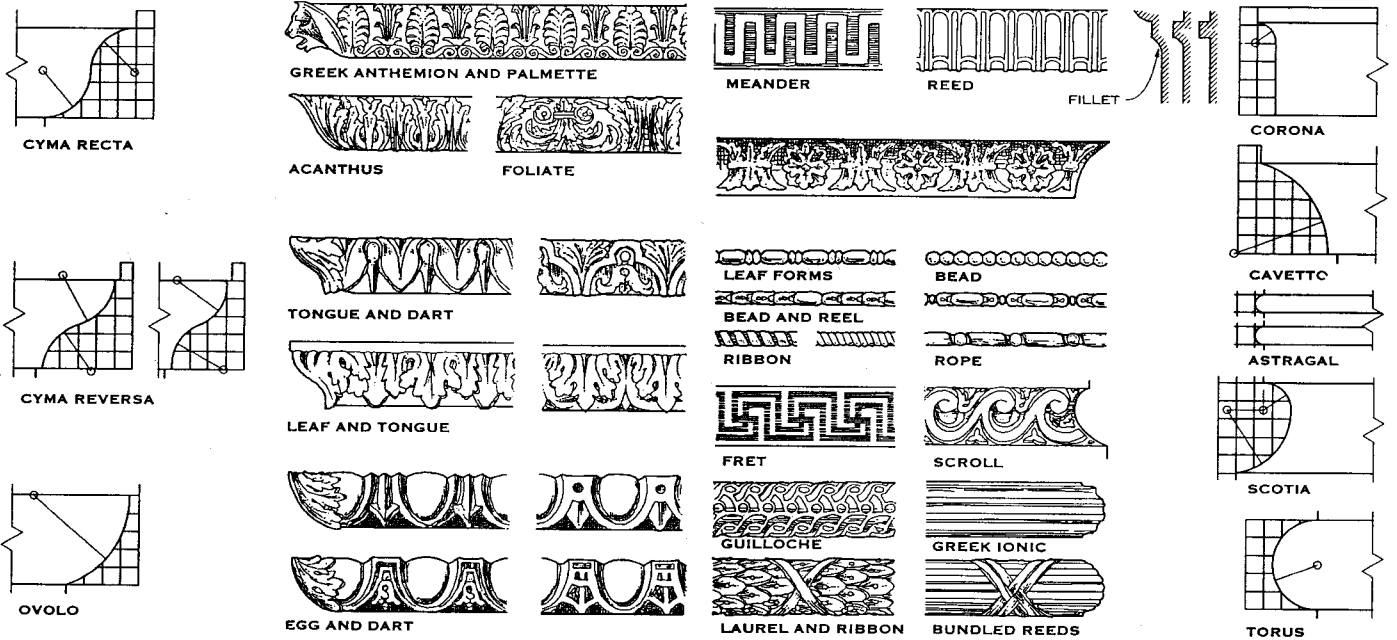 CYMA RECTA
CYMA REVERSA
OVOLO
GREEK ANTHEMION AND PALMETTE
ACANTHUS
FOLIATE
TONGUE AND DART
LEAF AND TONGUE
EGG AND DART
MEANDER
REED
FILLET
LEAF FORMS
BEAD
BEAD AND REEL
RIBBON
ROPE
FRET
SCROLL
GUILLOCHE
GREEK IONIC
LAUREL AND RIBBON
BUNDLED REEDS
CORONA
CAVETTO
ASTRAGAL
SCOTIA
TORUS